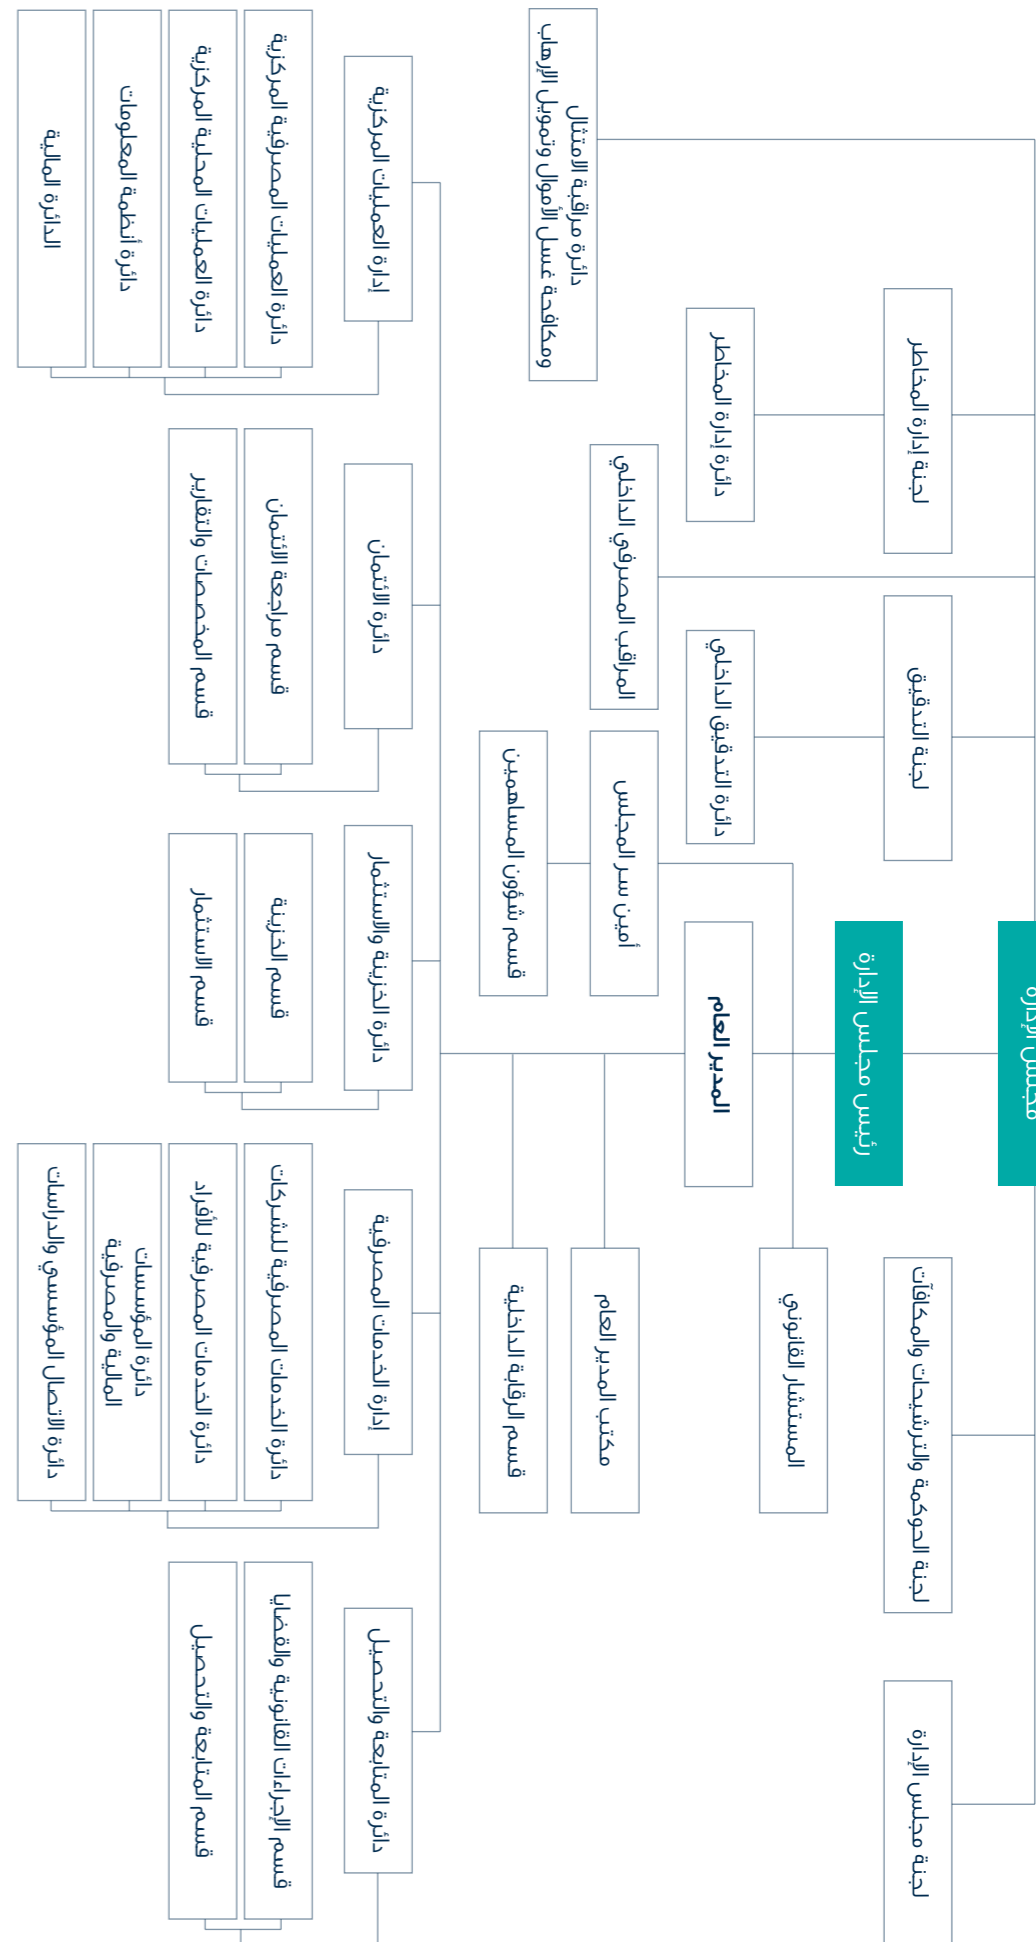 مجلس الإدارة
لجنة مجلس الإدارة
لجنة الحوكمة والترشيحات والمكافآت
لجنة التدقيق
لجنة إدارة المخاطر
رئيس مجلس الإدارة
المستشار القانوني
المدير العام
دائرة التدقيق الداخلي
دائرة إدارة المخاطر
أمين سر المجلس
المراقب المصرفي الداخلي
مكتب المدير العام
دائرة مراقبة الامتثال
ومكافحة غسل الأموال وتمويل الإرهاب
قسم الرقابة الداخلية
قسم شؤون المساهمين
دائرة المتابعة والتحصيل
إدارة الخدمات المصرفية
دائرة الخزينة والاستثمار
دائرة الائتمان
إدارة العمليات المركزية
قسم الإجراءات القانونية والقضايا
قسم المتابعة والتحصيل
دائرة الخدمات المصرفية للشركات
دائرة الخدمات المصرفية للأفراد
دائرة المؤسسات
المالية والمصرفية
دائرة الاتصال المؤسسي والدراسات
قسم الخزينة
قسم الاستثمار
قسم مراجعة الائتمان
قسم المخصصات والتقارير
دائرة العمليات المصرفية المركزية
دائرة العمليات المحلية المركزية
دائرة أنظمة المعلومات
الدائرة المالية